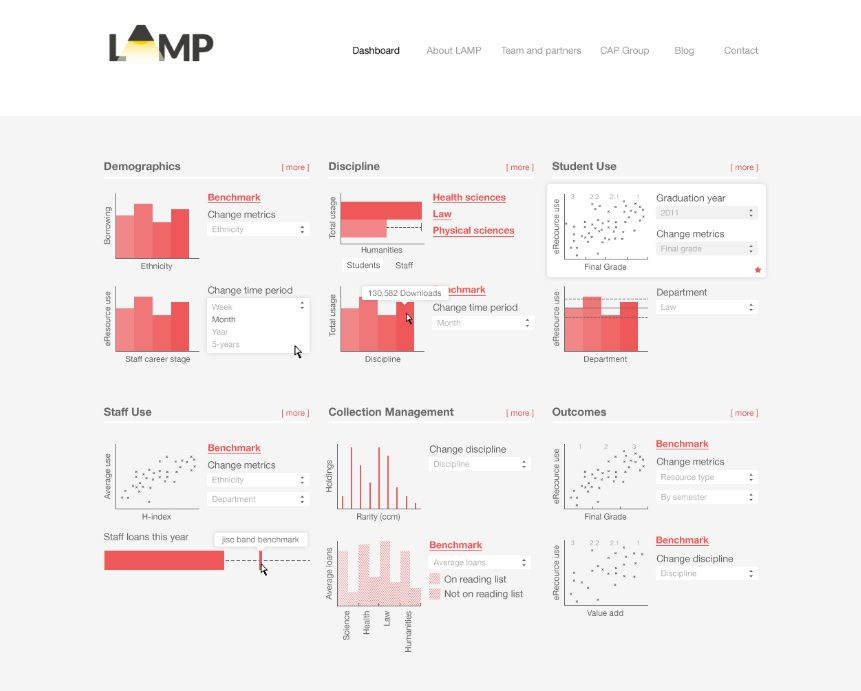 LAMP
Dashboard
About LAMP
Team and partners
CAP Group
Blog
Contact
Demographics
[ more ]
Borrowing
Ethnicity
Benchmark
Change metrics
Ethnicity
eResource use
Staff career stage
Change time period
Week
Month
Year
5-years
Discipline
[ more ]
Total usage
Humanities
Students
Staff
Health sciences
Law
Physical sciences
130,582 Downloads
Total usage
Discipline
chmark
Change time period
Month
Student Use
[ more ]
eRecource use
3 2.2 2.1 1
Final Grade
Graduation year
2011
Change metrics
Final grade
eResource use
Department
Department
Law
Staff Use
[ more ]
Average use
H-index
Benchmark
Change metrics
Ethnicity
Department
Staff loans this year
jisc band benchmark
Collection Management
[ more ]
Holdings
Rarity (ccm)
Change discipline
Discipline
Average loans
Science
Health
Law
Humanities
Benchmark
Average loans
On reading list
Not on reading list
Outcomes
[ more ]
eRecource use
1 2 3
Final Grade
Benchmark
Change metrics
Resource type
By semester
eRecource use
3 2.2 2.1 1
Value add
Benchmark
Change discipline
Discipline